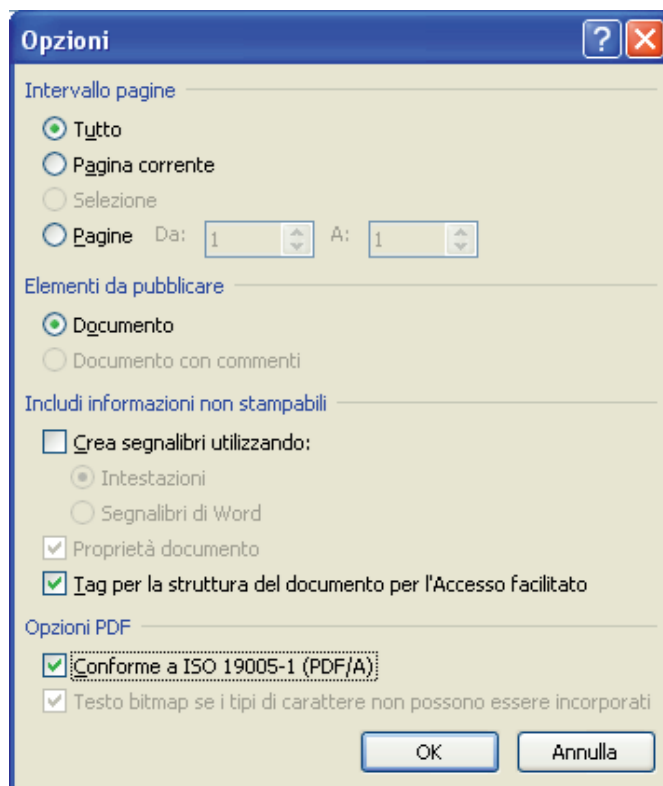 Opzioni
Intervallo pagine
Tutto
Pagina corrente
Selezione
Pagine Da: 1 A: 1
Elementi da pubblicare
Documento
Documento con commenti
Includi informazioni non stampabili
Crea segnalibri utilizzando:
Intestazioni
Segnalibri di Word
Proprietà documento
Tag per la struttura del documento per l'Accesso facilitato
Opzioni PDF
Conforme a ISO 19005-1 (PDF/A)
Testo bitmap se i tipi di carattere non possono essere incorporati
OK Annulla